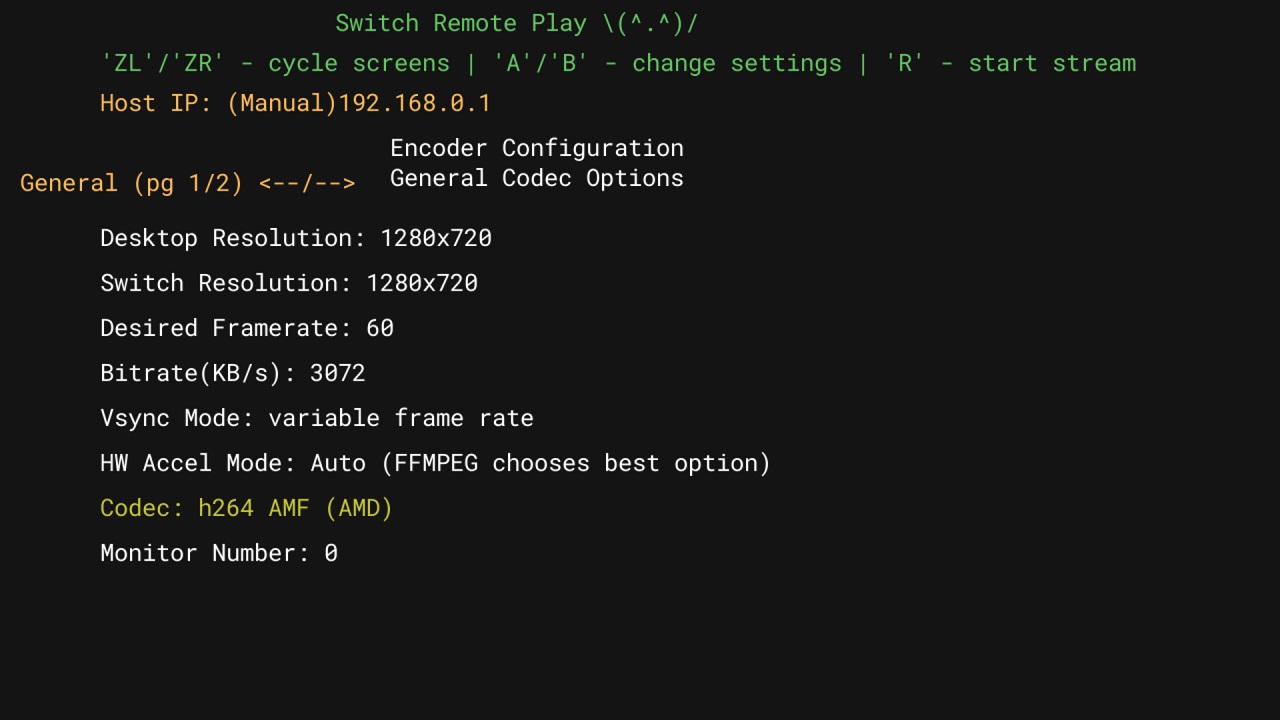 Switch Remote Play \(^.^)/
'ZL'/'ZR' - cycle screens | 'A'/'B' - change settings | 'R' - start stream
Host IP: (Manual)192.168.0.1
Encoder Configuration
General (pg 1/2) <--/-->
General Codec Options
Desktop Resolution: 1280x720
Switch Resolution: 1280x720
Desired Framerate: 60
Bitrate(KB/s): 3072
Vsync Mode: variable frame rate
HW Accel Mode: Auto (FFMPEG chooses best option)
Codec: h264 AMF (AMD)
Monitor Number: 0